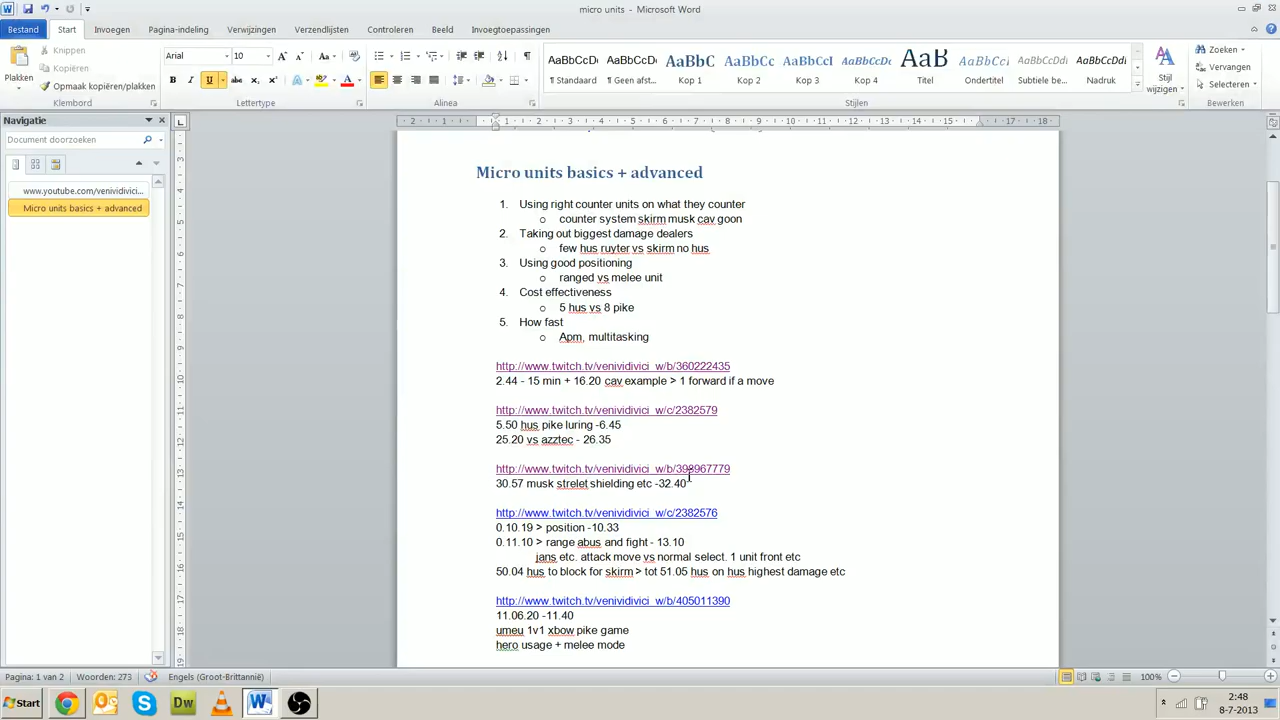 micro units - Microsoft Word
Bestand Start Invoegen Pagina-indeling Verwijzingen Verzendlijsten Controleren Beeld Invoegtoepassingen
Plakken
Knippen
Kopiëren
Opmaak kopiëren/plakken
Klembord
Arial 10
Lettertype
Alinea
AaBbCc AaBbCc AaBbC AaBbCc AaBbCcI AaBbCcDc AaB AaBbCcL AaBbCcDd AaBbCcDd
¶ Standaard ¶ Geen afst... Kop 1 Kop 2 Kop 3 Kop 4 Titel Ondertitel Subtiele be... Nadruk
Stijlen
Stijl wijzigen
Zoeken
Vervangen
Selecteren
Bewerken
Navigatie
Document doorzoeken
www.youtube.com/venividivici...
Micro units basics + advanced
Micro units basics + advanced
1. Using right counter units on what they counter
o counter system skirm musk cav goon
2. Taking out biggest damage dealers
o few hus ruyter vs skirm no hus
3. Using good positioning
o ranged vs melee unit
4. Cost effectiveness
o 5 hus vs 8 pike
5. How fast
o Apm, multitasking
http://www.twitch.tv/venividivici_w/b/360222435
2.44 - 15 min + 16.20 cav example > 1 forward if a move
http://www.twitch.tv/venividivici_w/c/2382579
5.50 hus pike luring -6.45
25.20 vs azztec - 26.35
http://www.twitch.tv/venividivici_w/b/393967779
30.57 musk strelet shielding etc -32.40
http://www.twitch.tv/venividivici_w/c/2382576
0.10.19 > position -10.33
0.11.10 > range abus and fight - 13.10
jans etc. attack move vs normal select. 1 unit front etc
50.04 hus to block for skirm > tot 51.05 hus on hus highest damage etc
http://www.twitch.tv/venividivici_w/b/405011390
11.06.20 -11.40
umeu 1v1 xbow pike game
hero usage + melee mode
Pagina: 1 van 2 Woorden: 273 Engels (Groot-Brittannië) 100%
Start
2:48
8-7-2013